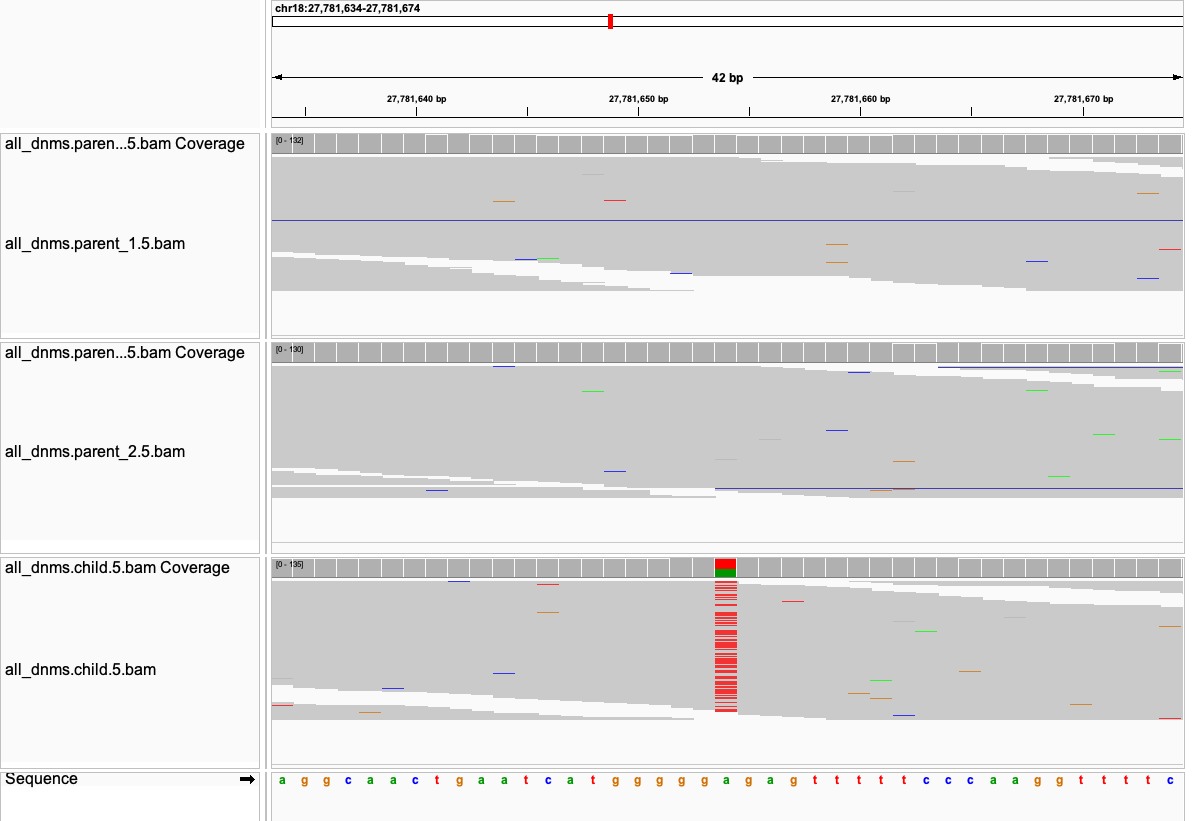 chr18:27,781,634-27,781,674
42 bp
27,781,640 bp 27,781,650 bp 27,781,660 bp 27,781,670 bp
all_dnms.paren...5.bam Coverage
[0 - 132]
all_dnms.parent_1.5.bam
all_dnms.paren...5.bam Coverage
[0 - 130]
all_dnms.parent_2.5.bam
all_dnms.child.5.bam Coverage
[0 - 135]
all_dnms.child.5.bam
Sequence
a g g c a a c t g a a t c a t g g g g g a g a g t t t t t c c c a a g g t t t t c